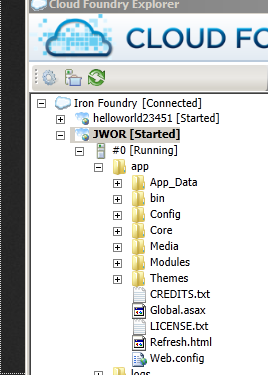 Cloud Foundry Explorer
CLOUD FO
Iron Foundry [Connected]
helloworld23451 [Started]
JWOR [Started]
#0 [Running]
app
App_Data
bin
Config
Core
Media
Modules
Themes
CREDITS.txt
Global.asax
LICENSE.txt
Refresh.html
Web.config
logs